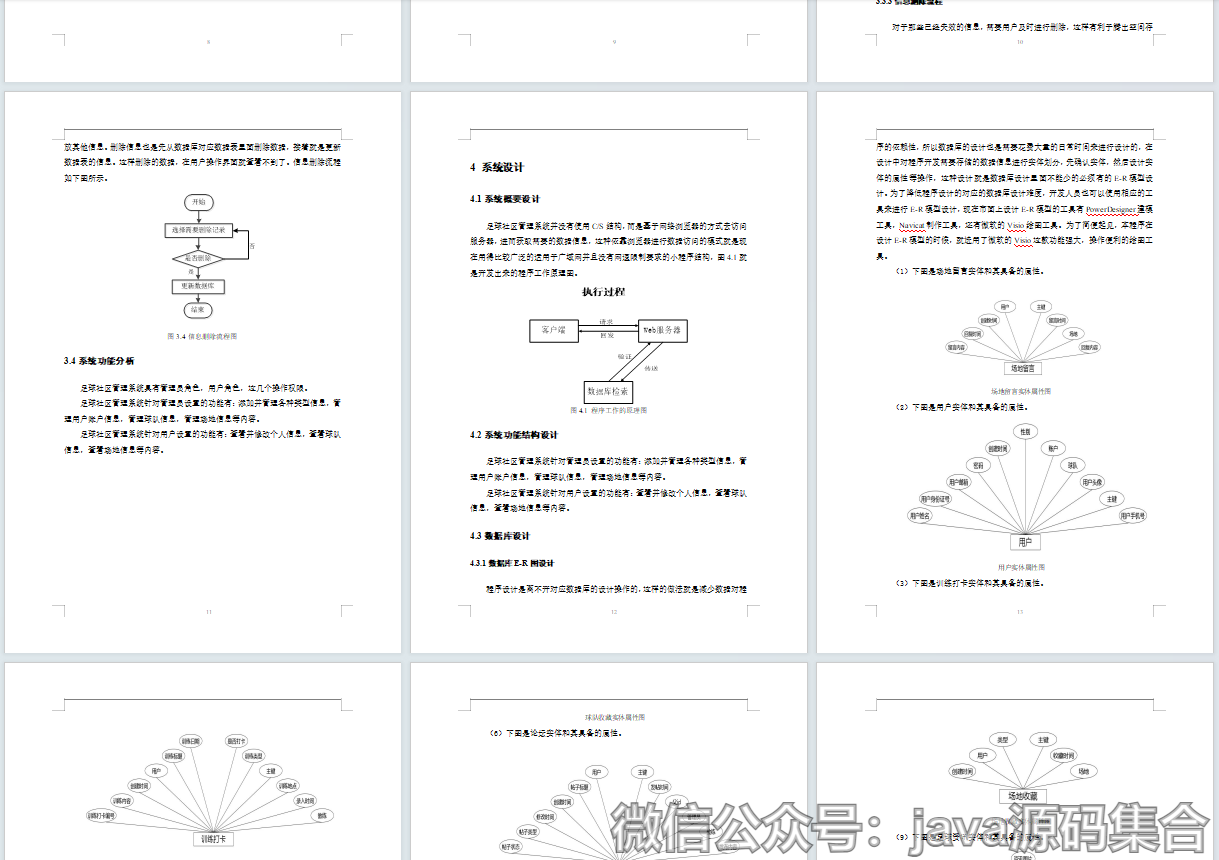 8
9
3.3.3 信息删除流程
对于那些已经失效的信息，需要用户及时进行删除，这样有利于腾出空间存
10
放其他信息。删除信息也是先从数据库对应数据表里面删除数据，接着就是更新
数据表的信息。这样删除的数据，在用户操作界面就查看不到了。信息删除流程
如下图所示。
开始
选择需要删除记录
否
是否删除
是
更新数据库
结束
图 3.4 信息删除流程图
3.4 系统功能分析
足球社区管理系统具有管理员角色，用户角色，这几个操作权限。
足球社区管理系统针对管理员设置的功能有：添加并管理各种类型信息，管
理用户账户信息，管理球队信息，管理场地信息等内容。
足球社区管理系统针对用户设置的功能有：查看并修改个人信息，查看球队
信息，查看场地信息等内容。
11
4 系统设计
4.1 系统概要设计
足球社区管理系统并没有使用 C/S 结构，而是基于网络浏览器的方式去访问
服务器，进而获取需要的数据信息，这种依靠浏览器进行数据访问的模式就是现
在用得比较广泛的适用于广域网并且没有网速限制要求的小程序结构，图 4.1 就
是开发出来的程序工作原理图。
执行过程
客户端
请求
Web服务器
回发
验证
传送
数据库检索
图 4.1 程序工作的原理图
4.2 系统功能结构设计
足球社区管理系统针对管理员设置的功能有：添加并管理各种类型信息，管
理用户账户信息，管理球队信息，管理场地信息等内容。
足球社区管理系统针对用户设置的功能有：查看并修改个人信息，查看球队
信息，查看场地信息等内容。
4.3 数据库设计
4.3.1 数据库 E-R 图设计
程序设计是离不开对应数据库的设计操作的，这样的做法就是减少数据对程
12
序的依赖性，所以数据库的设计也是需要花费大量的日常时间来进行设计的，在
设计中对程序开发需要存储的数据信息进行实体划分，先确认实体，然后设计实
体的属性等操作，这种设计就是数据库设计里面不能少的必须有的 E-R 模型设
计。为了降低程序设计的对应的数据库设计难度，开发人员也可以使用相应的工
具来进行 E-R 模型设计，现在市面上设计 E-R 模型的工具有 PowerDesigner 建模
工具，Navicat 制作工具，还有微软的 Visio 绘图工具。为了简便起见，本程序在
设计 E-R 模型的时候，就运用了微软的 Visio 这款功能强大，操作便利的绘图工
具。
（1）下图是场地留言实体和其具备的属性。
用户
主键
创建时间
留言时间
回复时间
场地
留言内容
回复内容
场地留言
场地留言实体属性图
（2）下图是用户实体和其具备的属性。
性别
创建时间
账户
密码
球队
用户邮箱
用户头像
用户身份证号
主键
用户姓名
用户手机号
用户
用户实体属性图
（3）下图是训练打卡实体和其具备的属性。
13
训练日期
是否打卡
训练标题
训练类型
用户
主键
创建时间
训练地点
训练内容
录入时间
训练打卡编号
教练
训练打卡
球队收藏实体属性图
（6）下图是论坛实体和其具备的属性。
用户
主键
帖子标题
发帖时间
创建时间
父id
修改时间
管理员
帖子类型
帖子状态
类型
主键
用户
收藏时间
创建时间
场地
场地收藏
微信公众号：java源码集合